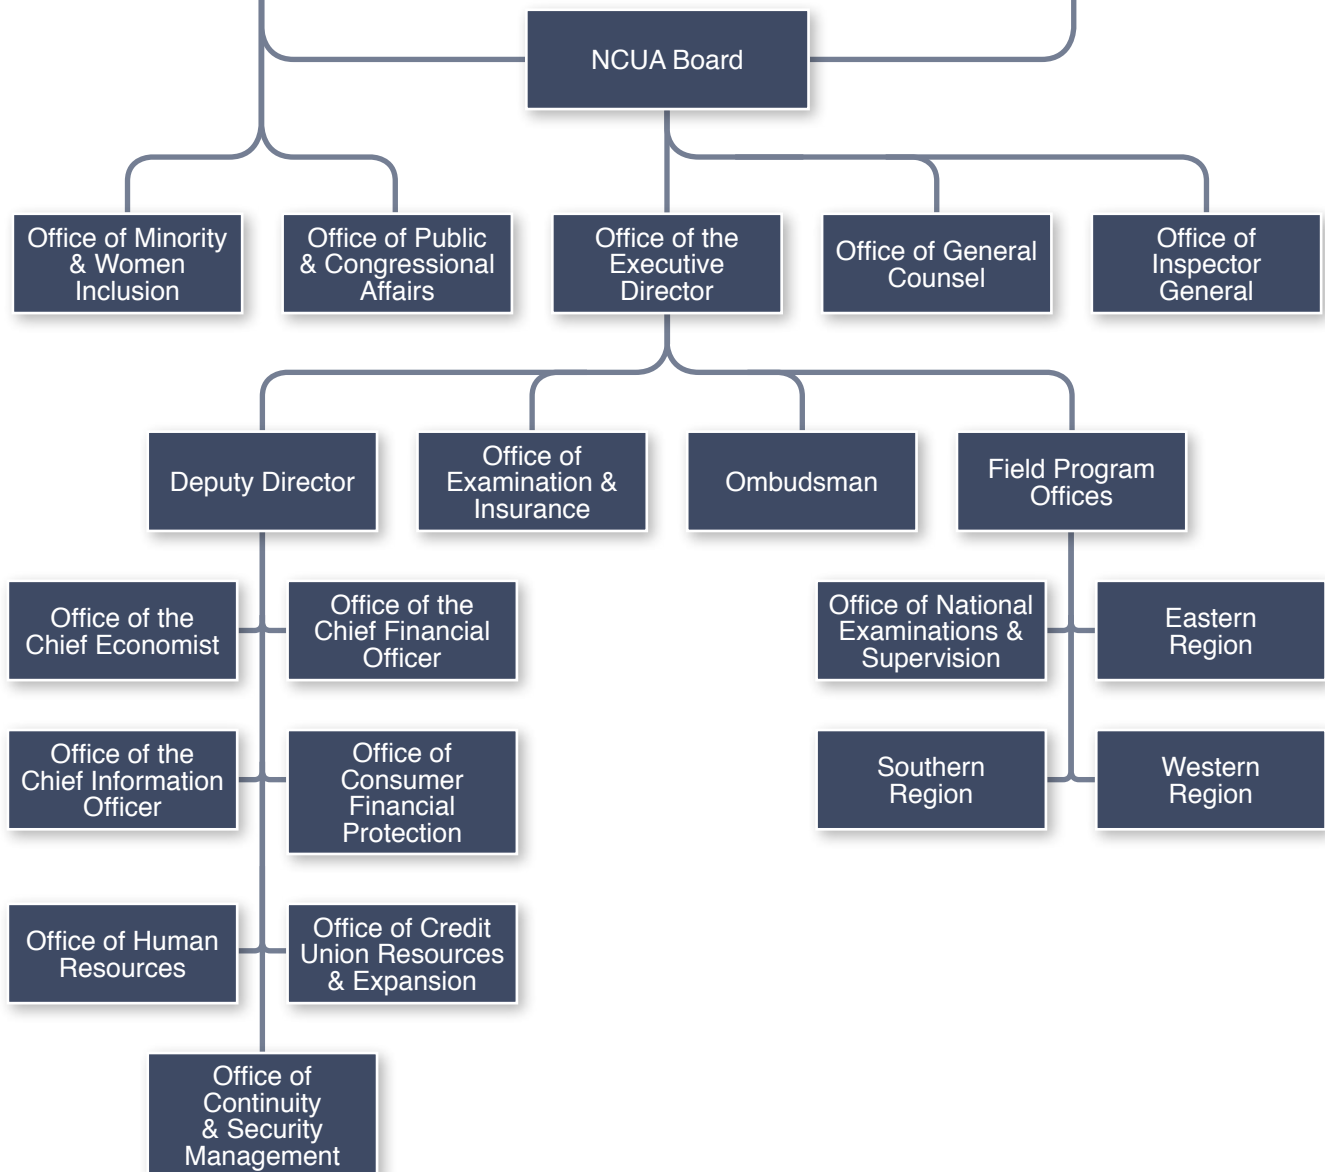 NCUA Board
Office of Minority
& Women
Inclusion
Office of Public
& Congressional
Affairs
Office of the
Executive
Director
Office of General
Counsel
Office of
Inspector
General
Deputy Director
Office of
Examination &
Insurance
Ombudsman
Field Program
Offices
Office of the
Chief Economist
Office of the
Chief Financial
Officer
Office of National
Examinations &
Supervision
Eastern
Region
Office of the
Chief Information
Officer
Office of
Consumer
Financial
Protection
Southern
Region
Western
Region
Office of Human
Resources
Office of Credit
Union Resources
& Expansion
Office of
Continuity
& Security
Management